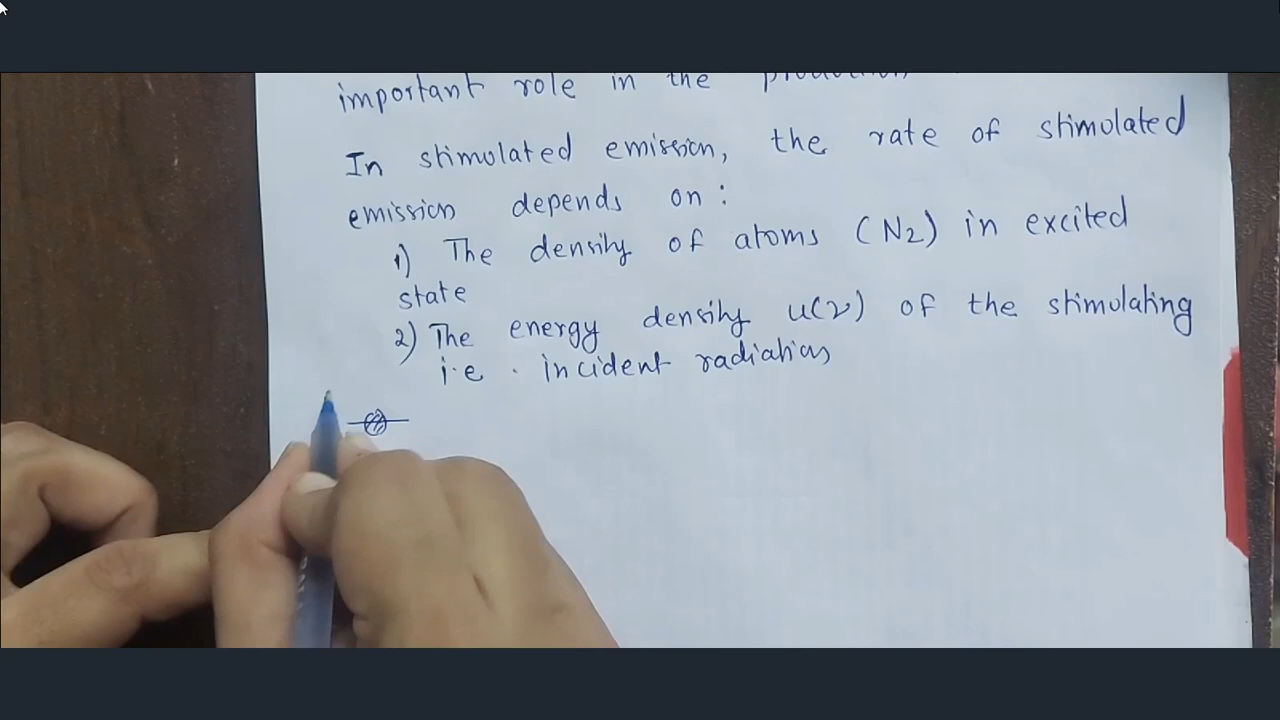 important role in the
In stimulated emission, the rate of stimulated
emission depends on :
1) The density of atoms (N2) in excited
state
2) The energy density u(ν) of the stimulating
i.e. incident radiation